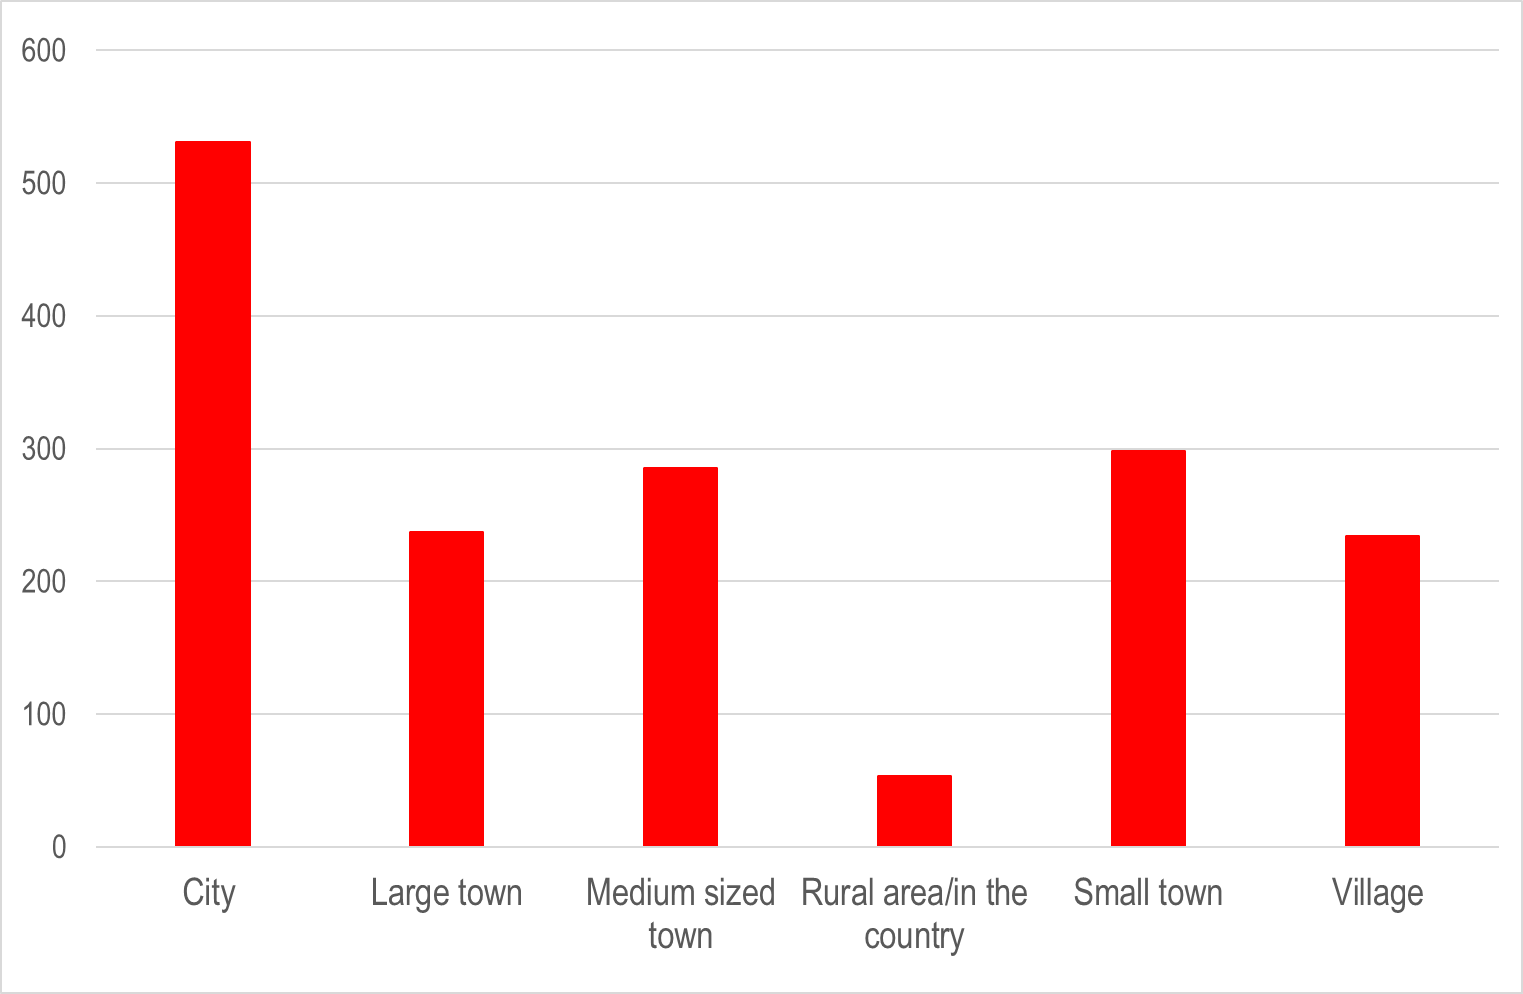 600
500
400
300
200
100
0
City
Large town
Medium sized
town
Rural area/in the
country
Small town
Village